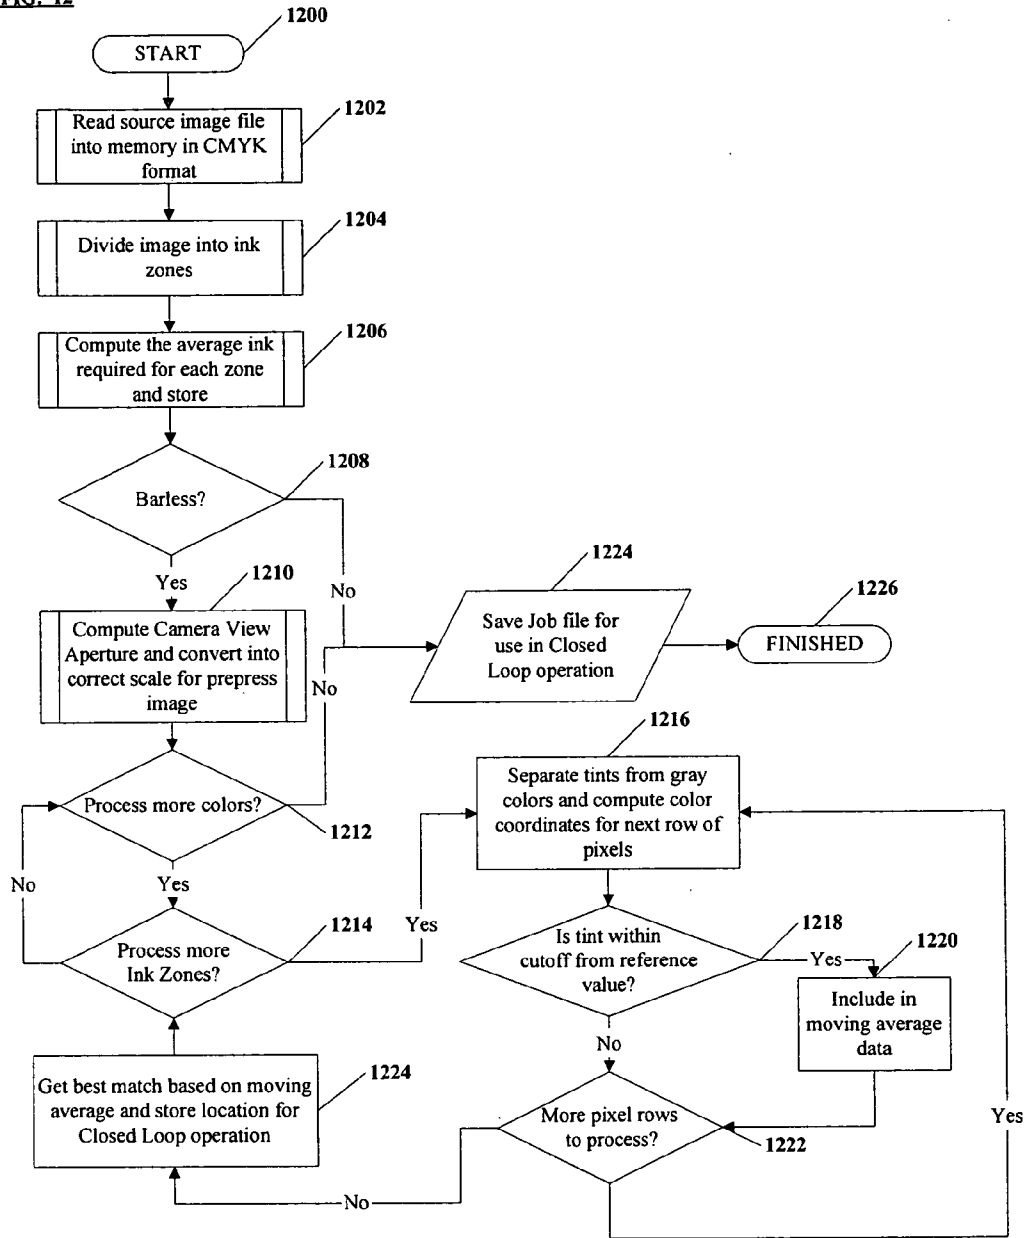 FIG. 12
1200
START
1202
Read source image file
into memory in CMYK
format
1204
Divide image into ink
zones
1206
Compute the average ink
required for each zone
and store
1208
Barless?
Yes
No
1210
Compute Camera View
Aperture and convert into
correct scale for prepress
image
1224
Save Job file for
use in Closed
Loop operation
1226
FINISHED
No
Process more colors?
1212
Yes
No
Process more
Ink Zones?
1214
Yes
1216
Separate tints from gray
colors and compute color
coordinates for next row of
pixels
Is tint within
cutoff from reference
value?
1218
Yes
1220
Include in
moving average
data
No
More pixel rows
to process?
1222
Yes
No
Get best match based on moving
average and store location for
Closed Loop operation
1224